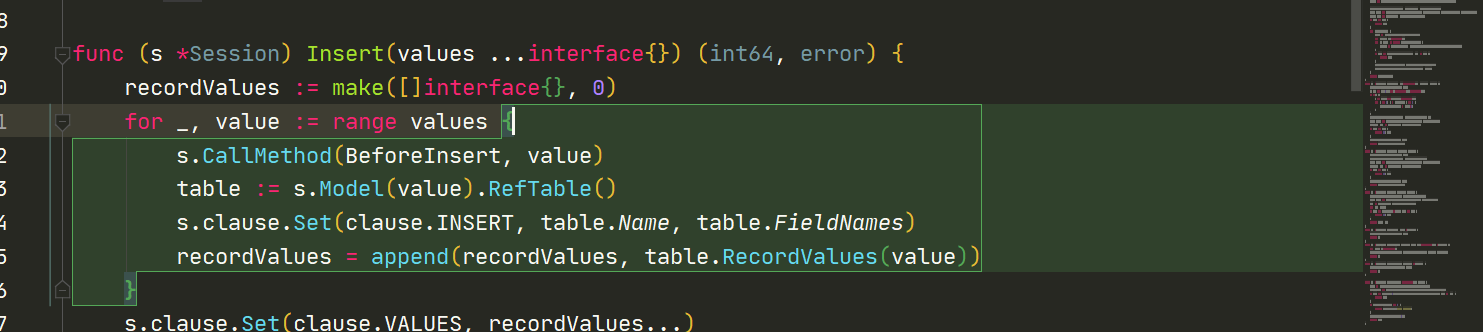 8
9 func (s *Session) Insert(values ...interface{}) (int64, error) {
0 recordValues := make([]interface{}, 0)
1 for _, value := range values {
2 s.CallMethod(BeforeInsert, value)
3 table := s.Model(value).RefTable()
4 s.clause.Set(clause.INSERT, table.Name, table.FieldNames)
5 recordValues = append(recordValues, table.RecordValues(value))
6 }
7 s.clause.Set(clause.VALUES, recordValues...)